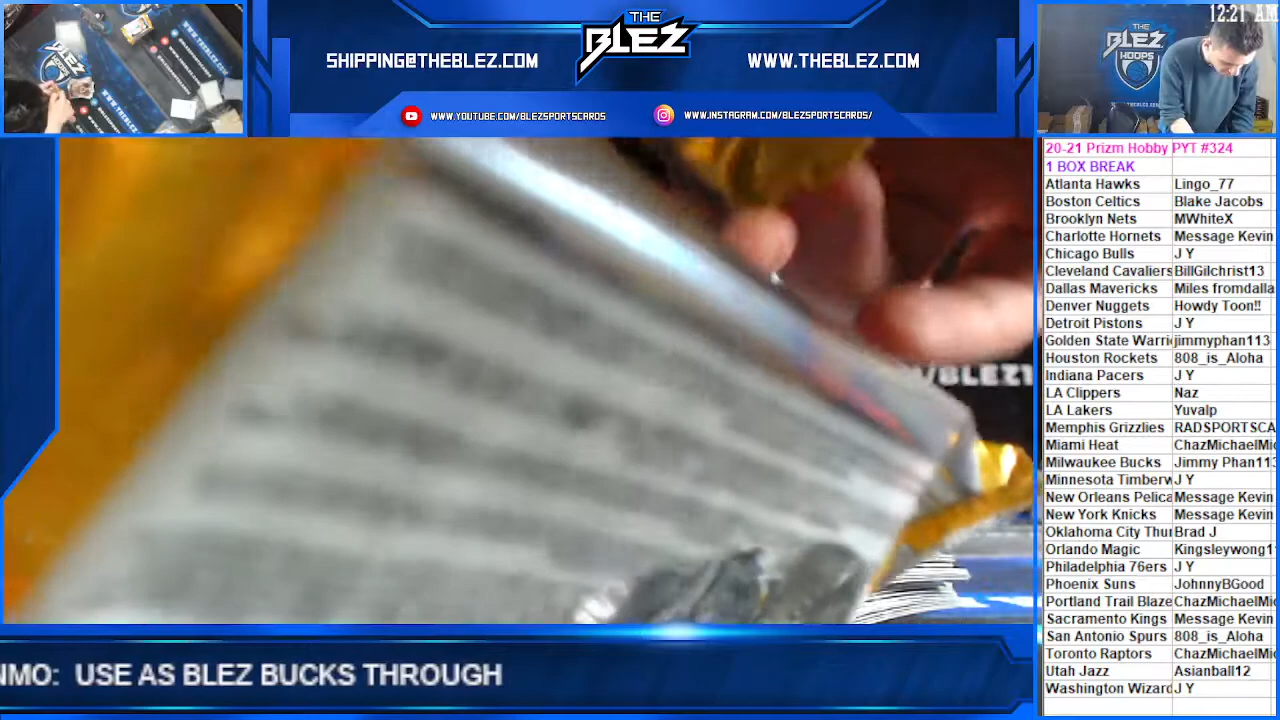 12:21 AM
THE
BLEZ
SHIPPING@THEBLEZ.COM
WWW.THEBLEZ.COM
WWW.YOUTUBE.COM/BLEZSPORTSCARDS
WWW.INSTAGRAM.COM/BLEZSPORTSCARDS/
THE
BLEZ
HOOPS
20-21 Prizm Hobby PYT #324
1 BOX BREAK
Atlanta Hawks Lingo_77
Boston Celtics Blake Jacobs
Brooklyn Nets MWhiteX
Charlotte Hornets Message Kevin
Chicago Bulls J Y
Cleveland Cavaliers BillGilchrist13
Dallas Mavericks Miles fromdalla
Denver Nuggets Howdy Toon!!
Detroit Pistons J Y
Golden State Warri jimmyphan113
Houston Rockets 808_is_Aloha
Indiana Pacers J Y
LA Clippers Naz
LA Lakers Yuvalp
Memphis Grizzlies RADSPORTSCA
Miami Heat ChazMichaelMi
Milwaukee Bucks Jimmy Phan113
Minnesota Timberw J Y
New Orleans Pelica Message Kevin
New York Knicks Message Kevin
Oklahoma City Thu Brad J
Orlando Magic Kingsleywong1
Philadelphia 76ers J Y
Phoenix Suns JohnnyBGood
Portland Trail Blaze ChazMichaelMi
Sacramento Kings Message Kevin
San Antonio Spurs 808_is_Aloha
Toronto Raptors ChazMichaelMi
Utah Jazz Asianball12
Washington Wizard J Y
/BLEZ1
NMO: USE AS BLEZ BUCKS THROUGH